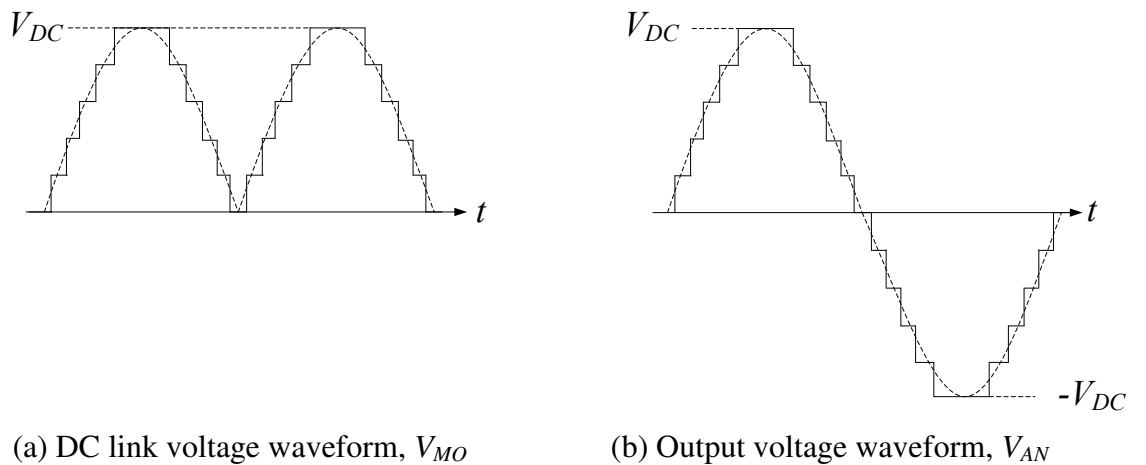 V_DC
t
(a) DC link voltage waveform, V_MO
V_DC
t
-V_DC
(b) Output voltage waveform, V_AN